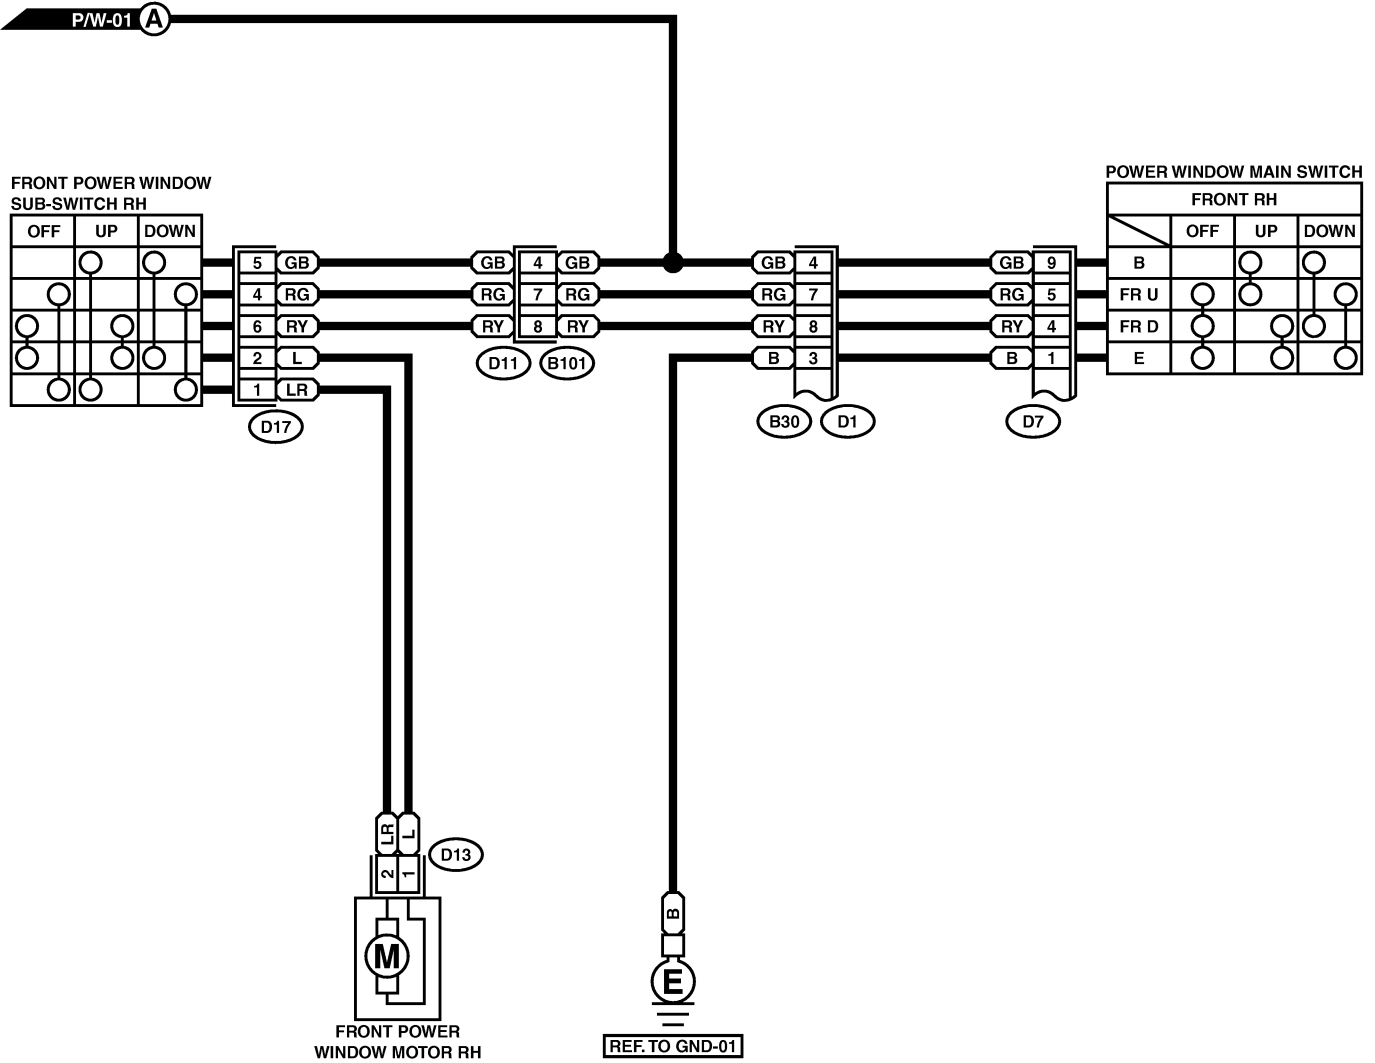 P/W-01 A
FRONT POWER WINDOW
SUB-SWITCH RH
OFF UP DOWN
POWER WINDOW MAIN SWITCH
FRONT RH
OFF UP DOWN
5 GB GB 4 GB GB 4 GB 9 B
4 RG RG 7 RG RG 7 RG 5 FR U
6 RY RY 8 RY RY 8 RY 4 FR D
2 L B 3 B 1 E
1 LR
D11 B101
D17
B30 D1
D7
LR L
2 1
D13
M
FRONT POWER
WINDOW MOTOR RH
B
E
REF. TO GND-01